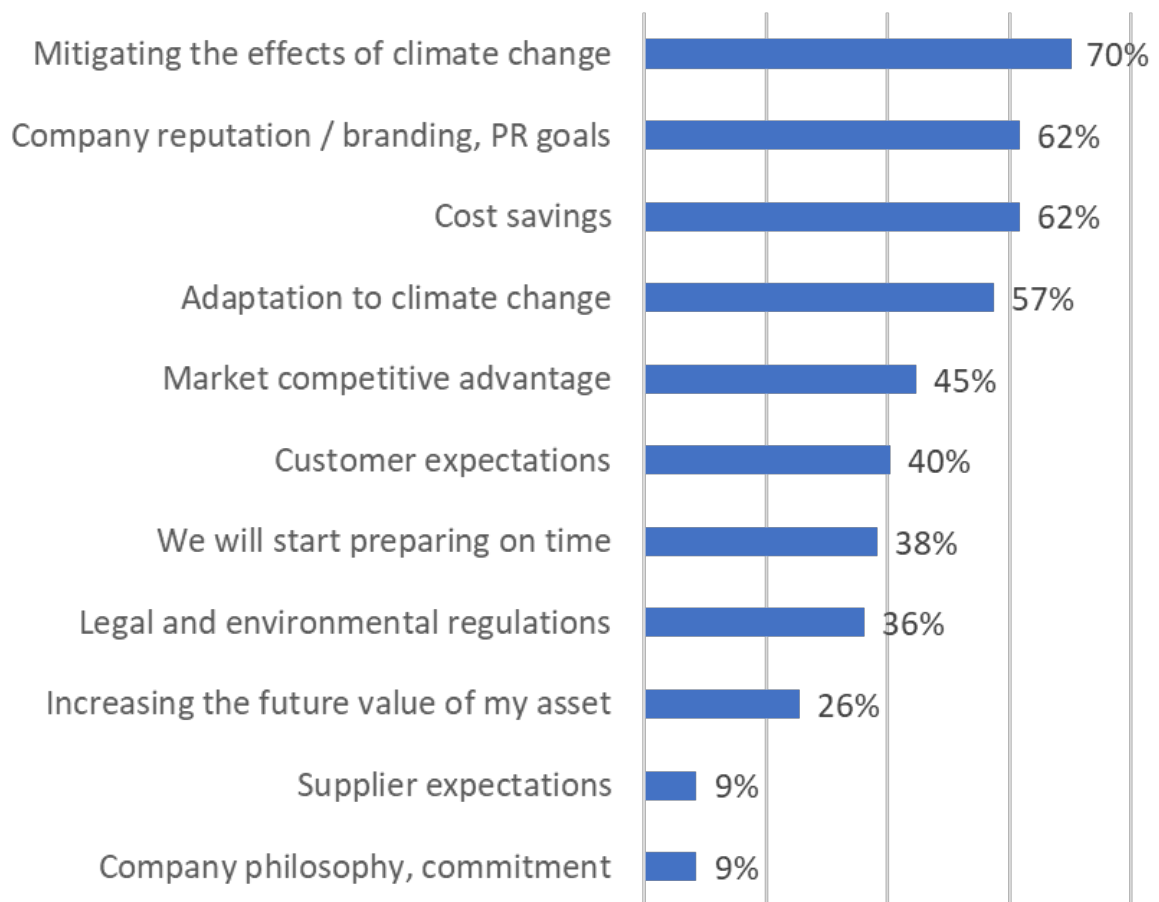 Mitigating the effects of climate change 70%
Company reputation / branding, PR goals 62%
Cost savings 62%
Adaptation to climate change 57%
Market competitive advantage 45%
Customer expectations 40%
We will start preparing on time 38%
Legal and environmental regulations 36%
Increasing the future value of my asset 26%
Supplier expectations 9%
Company philosophy, commitment 9%